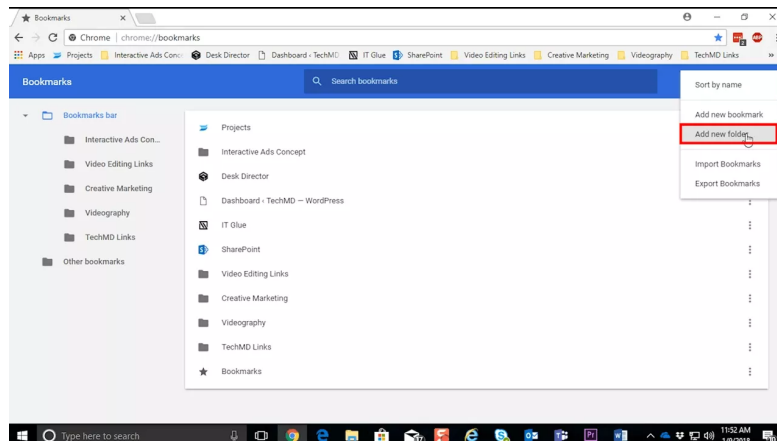 Bookmarks
Chrome | chrome://bookmarks
Apps Projects Interactive Ads Conc Desk Director Dashboard ‹ TechMD IT Glue SharePoint Video Editing Links Creative Marketing Videography TechMD Links »
Bookmarks
Search bookmarks
Sort by name
Add new bookmark
Add new folder
Import Bookmarks
Export Bookmarks
Bookmarks bar
Interactive Ads Con...
Video Editing Links
Creative Marketing
Videography
TechMD Links
Other bookmarks
Projects
Interactive Ads Concept
Desk Director
Dashboard ‹ TechMD — WordPress
IT Glue
SharePoint
Video Editing Links
Creative Marketing
Videography
TechMD Links
Bookmarks
Type here to search
11:52 AM
1/9/2018